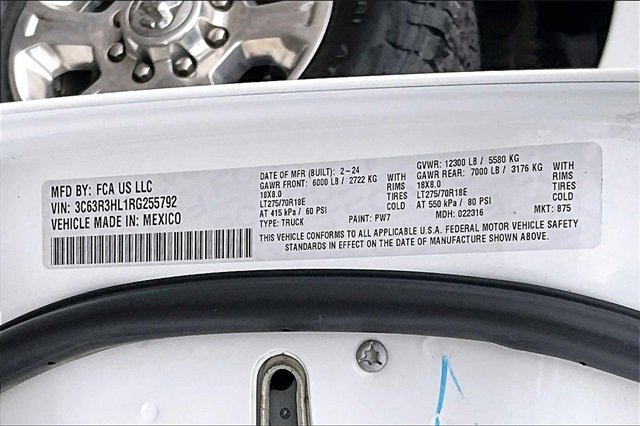 MFD BY: FCA US LLC
VIN: 3C63R3HL1RG255792
VEHICLE MADE IN: MEXICO
DATE OF MFR (BUILT): 2-24
GAWR FRONT: 6000 LB / 2722 KG
18X8.0 RIMS
LT275/70R18E TIRES
AT 415 kPa / 60 PSI COLD
TYPE: TRUCK PAINT: PW7
GVWR: 12300 LB / 5580 KG
GAWR REAR: 7000 LB / 3176 KG
18X8.0 RIMS
LT275/70R18E TIRES
AT 550 kPa / 80 PSI COLD
MDH: 022316 MKT: 875
THIS VEHICLE CONFORMS TO ALL APPLICABLE U.S.A. FEDERAL MOTOR VEHICLE SAFETY
STANDARDS IN EFFECT ON THE DATE OF MANUFACTURE SHOWN ABOVE.